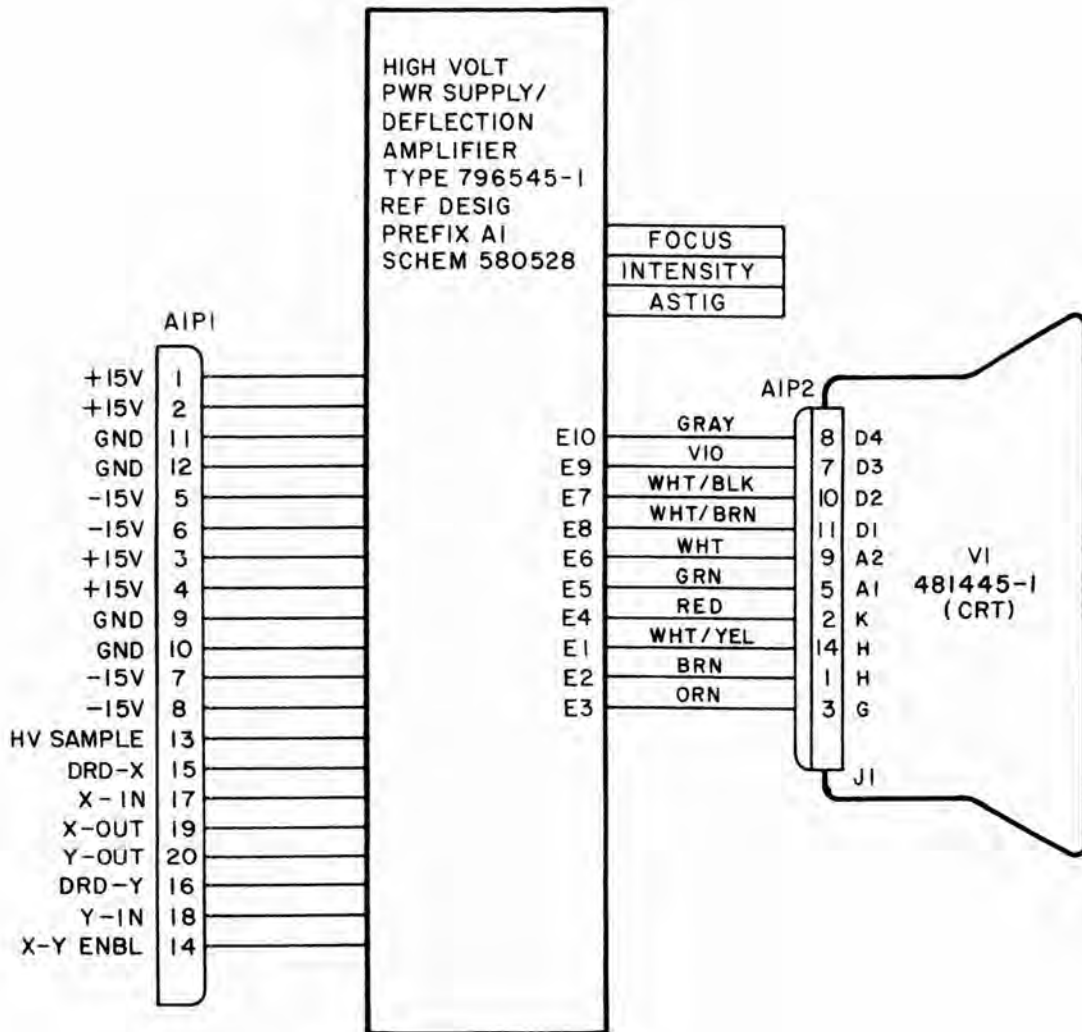 HIGH VOLT
PWR SUPPLY/
DEFLECTION
AMPLIFIER
TYPE 796545-1
REF DESIG
PREFIX A1
SCHEM 580528
FOCUS
INTENSITY
ASTIG
A1P1
+15V 1
+15V 2
GND 11
GND 12
-15V 5
-15V 6
+15V 3
+15V 4
GND 9
GND 10
-15V 7
-15V 8
HV SAMPLE 13
DRD-X 15
X-IN 17
X-OUT 19
Y-OUT 20
DRD-Y 16
Y-IN 18
X-Y ENBL 14
A1P2
E10 GRAY 8 D4
E9 VIO 7 D3
E7 WHT/BLK 10 D2
E8 WHT/BRN 11 D1
E6 WHT 9 A2
E5 GRN 5 A1
E4 RED 2 K
E1 WHT/YEL 14 H
E2 BRN 1 H
E3 ORN 3 G
J1
V1
481445-1
(CRT)